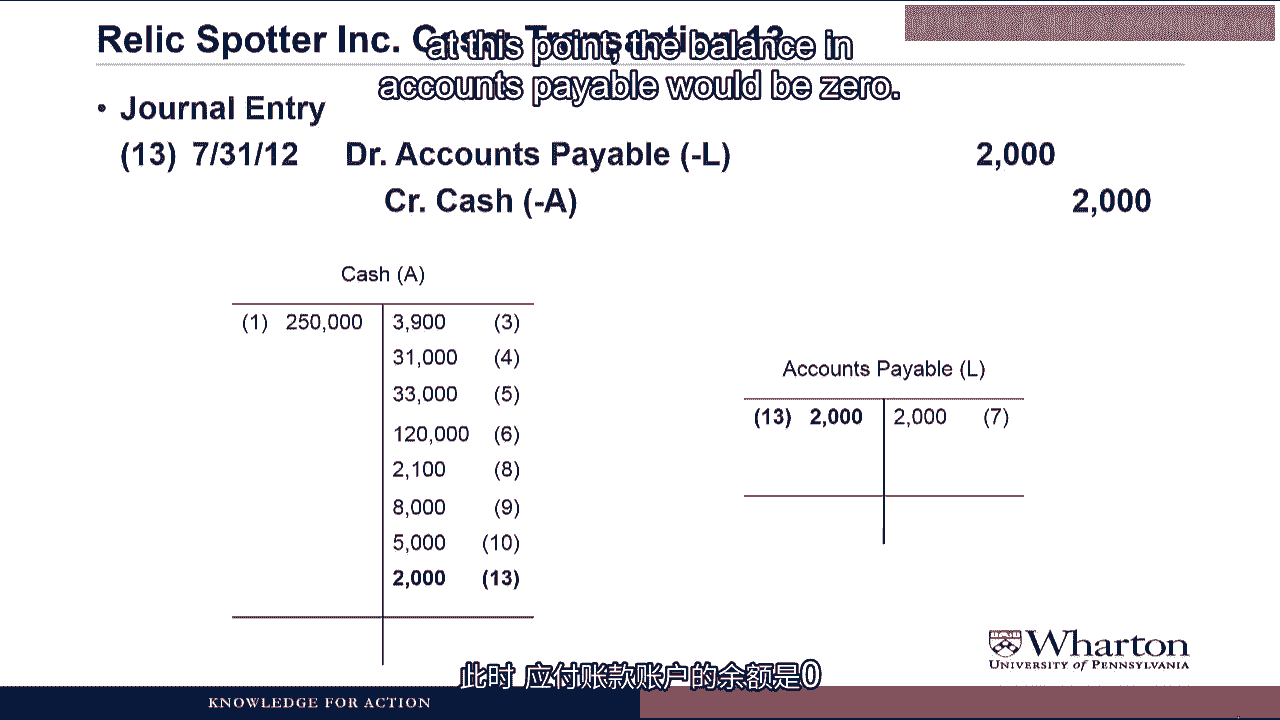 Relic Spotter Inc. Case: Transaction 13
at this point, the balance in
accounts payable would be zero.
• Journal Entry
(13) 7/31/12 Dr. Accounts Payable (-L) 2,000
Cr. Cash (-A) 2,000
Cash (A)
(1) 250,000 3,900 (3)
31,000 (4)
33,000 (5)
120,000 (6)
2,100 (8)
8,000 (9)
5,000 (10)
2,000 (13)
Accounts Payable (L)
(13) 2,000 2,000 (7)
Wharton
UNIVERSITY of PENNSYLVANIA
此时 应付账款账户的余额是0
KNOWLEDGE FOR ACTION